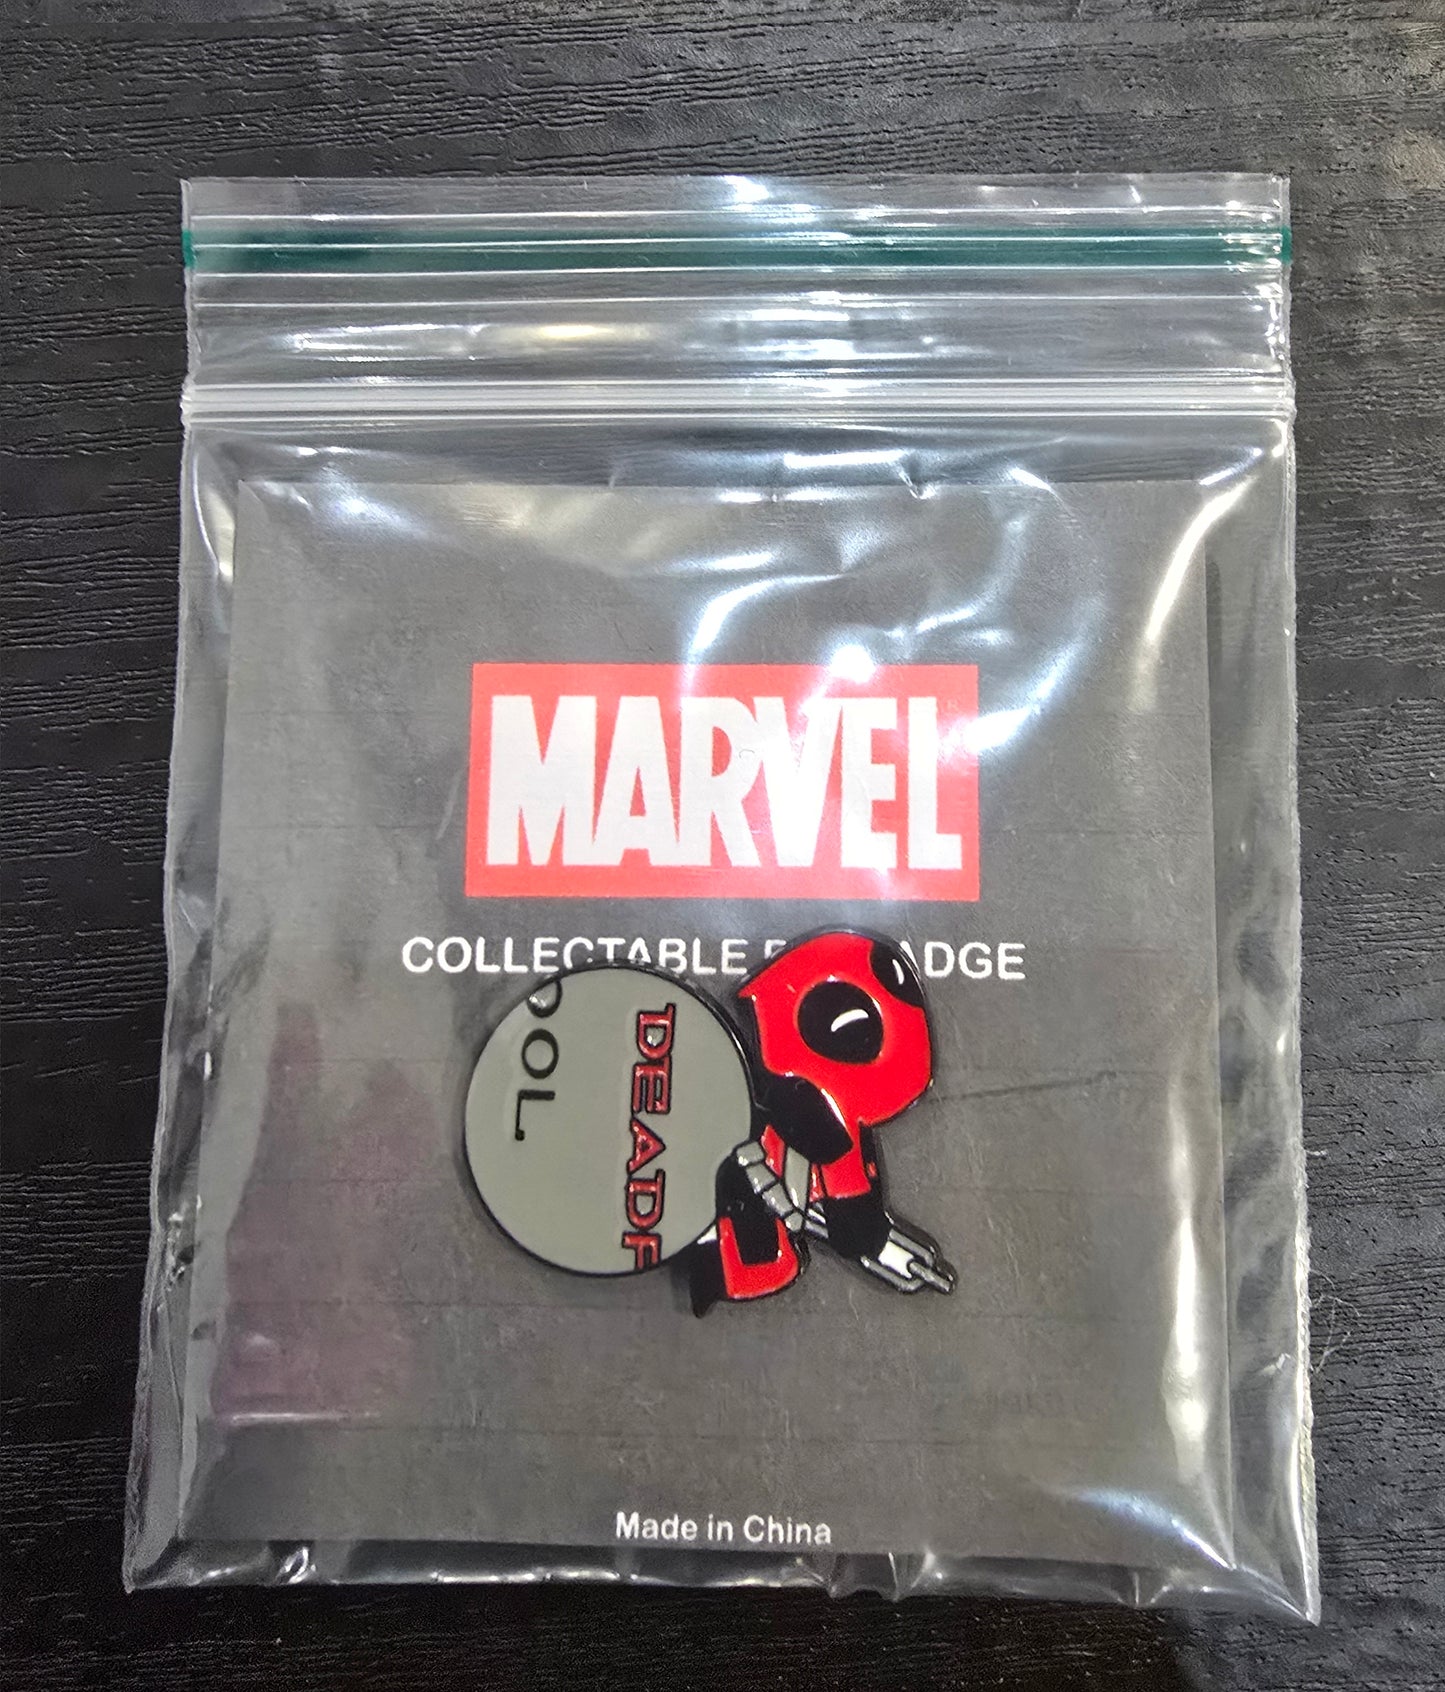 MARVEL
COLLECTABLE P ADGE
OOL
DEADP
Made in China